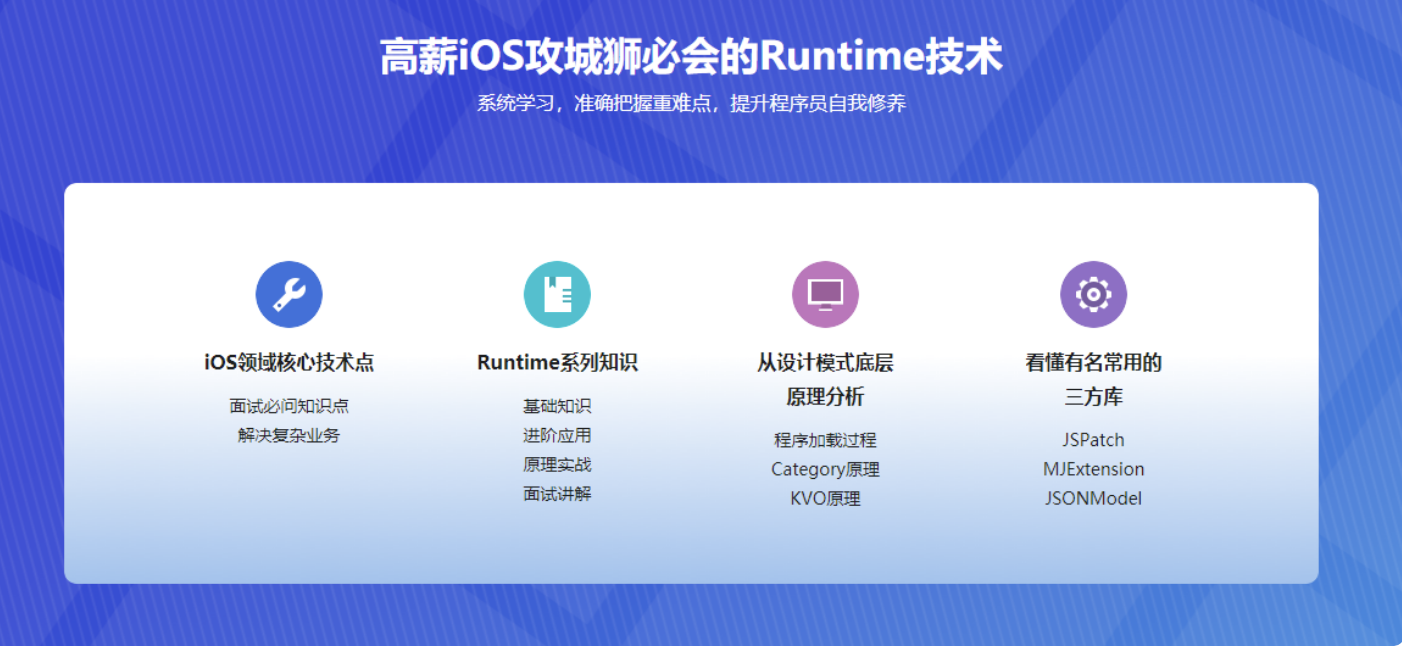 高薪iOS攻城狮必会的Runtime技术
系统学习，准确把握重难点，提升程序员自我修养
iOS领域核心技术点
面试必问知识点
解决复杂业务
Runtime系列知识
基础知识
进阶应用
原理实战
面试讲解
从设计模式底层
原理分析
程序加载过程
Category原理
KVO原理
看懂有名常用的
三方库
JSPatch
MJExtension
JSONModel